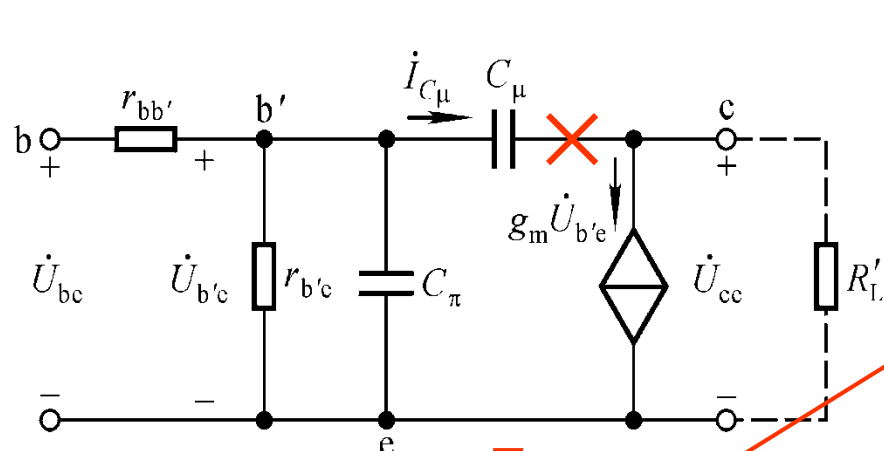 İ_Cμ C_μ
r_bb′ b′ c
b + + +
g_m U̇_b′e
U̇_be U̇_b′e r_b′e C_π U̇_ce R′_L
− − −
e